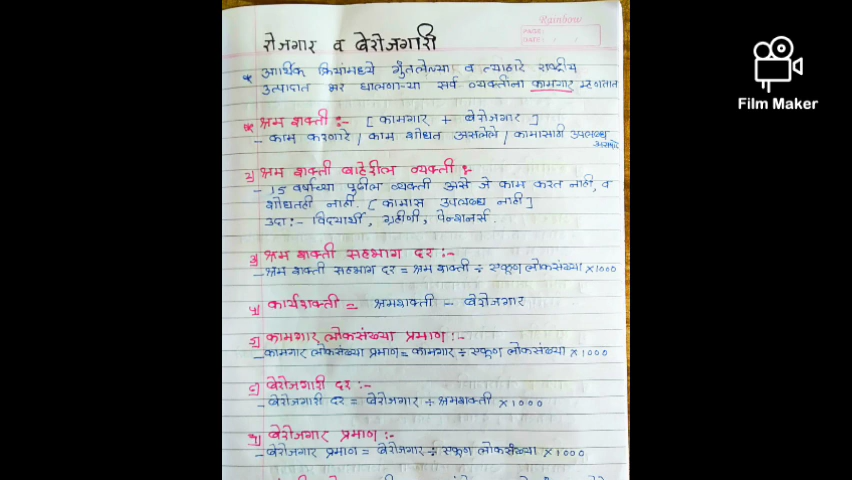 Rainbow
PAGE:
DATE: / /
रोजगार व बेरोजगारी
* आर्थिक क्रियांमध्ये गुंतलेल्या व त्याद्वारे राष्ट्रीय
उत्पादात भर घालणाऱ्या सर्व व्यक्तींना कामगार म्हणतात
* श्रम शक्ती :- [ कामगार + बेरोजगार ]
- काम करणारे / काम शोधत असलेले / कामासाठी उपलब्ध
असणारे
२) श्रम शक्ती बाहेरील व्यक्ती :-
- 15 वर्षाच्या पुढील व्यक्ती असे जे काम करत नाही, व
शोधतही नाही. [ कामास उपलब्ध नाही ]
उदा :- विद्यार्थी, ग्रहीणी, पेन्शनर्स.
३) श्रम शक्ती सहभाग दर :-
- श्रम शक्ती सहभाग दर = श्रम शक्ती ÷ एकूण लोकसंख्या × 1000
४) कार्यशक्ती = श्रमशक्ती - बेरोजगार
५) कामगार लोकसंख्या प्रमाण :-
- कामगार लोकसंख्या प्रमाण = कामगार ÷ एकूण लोकसंख्या × 1000
६) बेरोजगारी दर :-
- बेरोजगारी दर = बेरोजगार ÷ श्रमशक्ती × 1000
७) बेरोजगार प्रमाण :-
- बेरोजगार प्रमाण = बेरोजगार ÷ एकूण लोकसंख्या × 1000
Film Maker